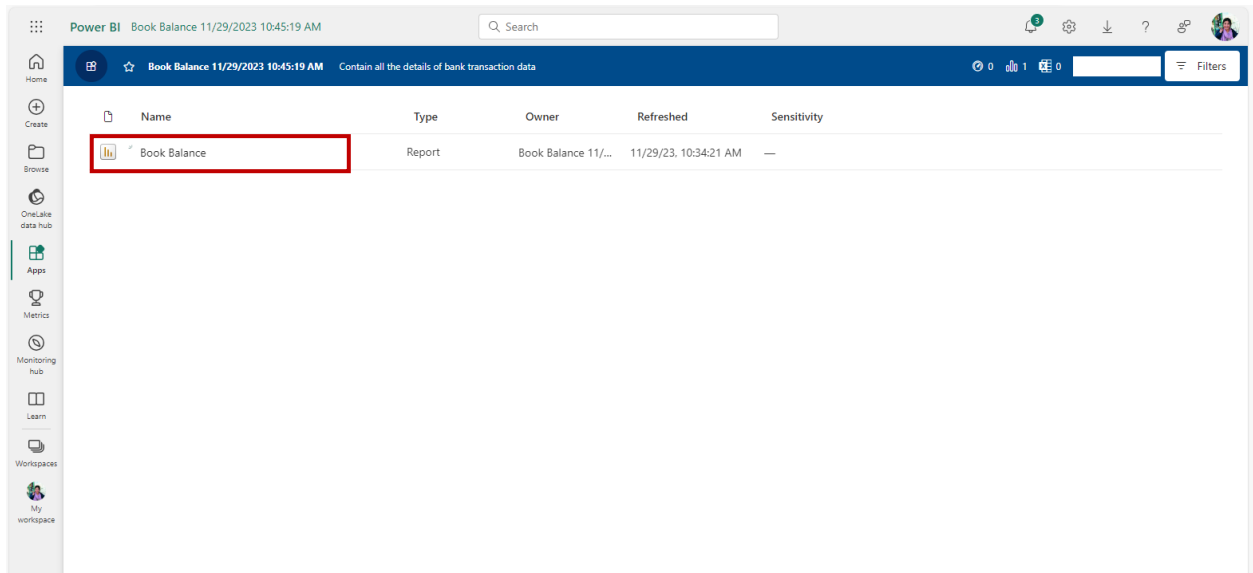 Power BI Book Balance 11/29/2023 10:45:19 AM
Search
3
?
Home
Create
Browse
OneLake
data hub
Apps
Metrics
Monitoring
hub
Learn
Workspaces
My
workspace
Book Balance 11/29/2023 10:45:19 AM Contain all the details of bank transaction data
0 1 0
Filters
Name Type Owner Refreshed Sensitivity
Book Balance Report Book Balance 11/... 11/29/23, 10:34:21 AM —